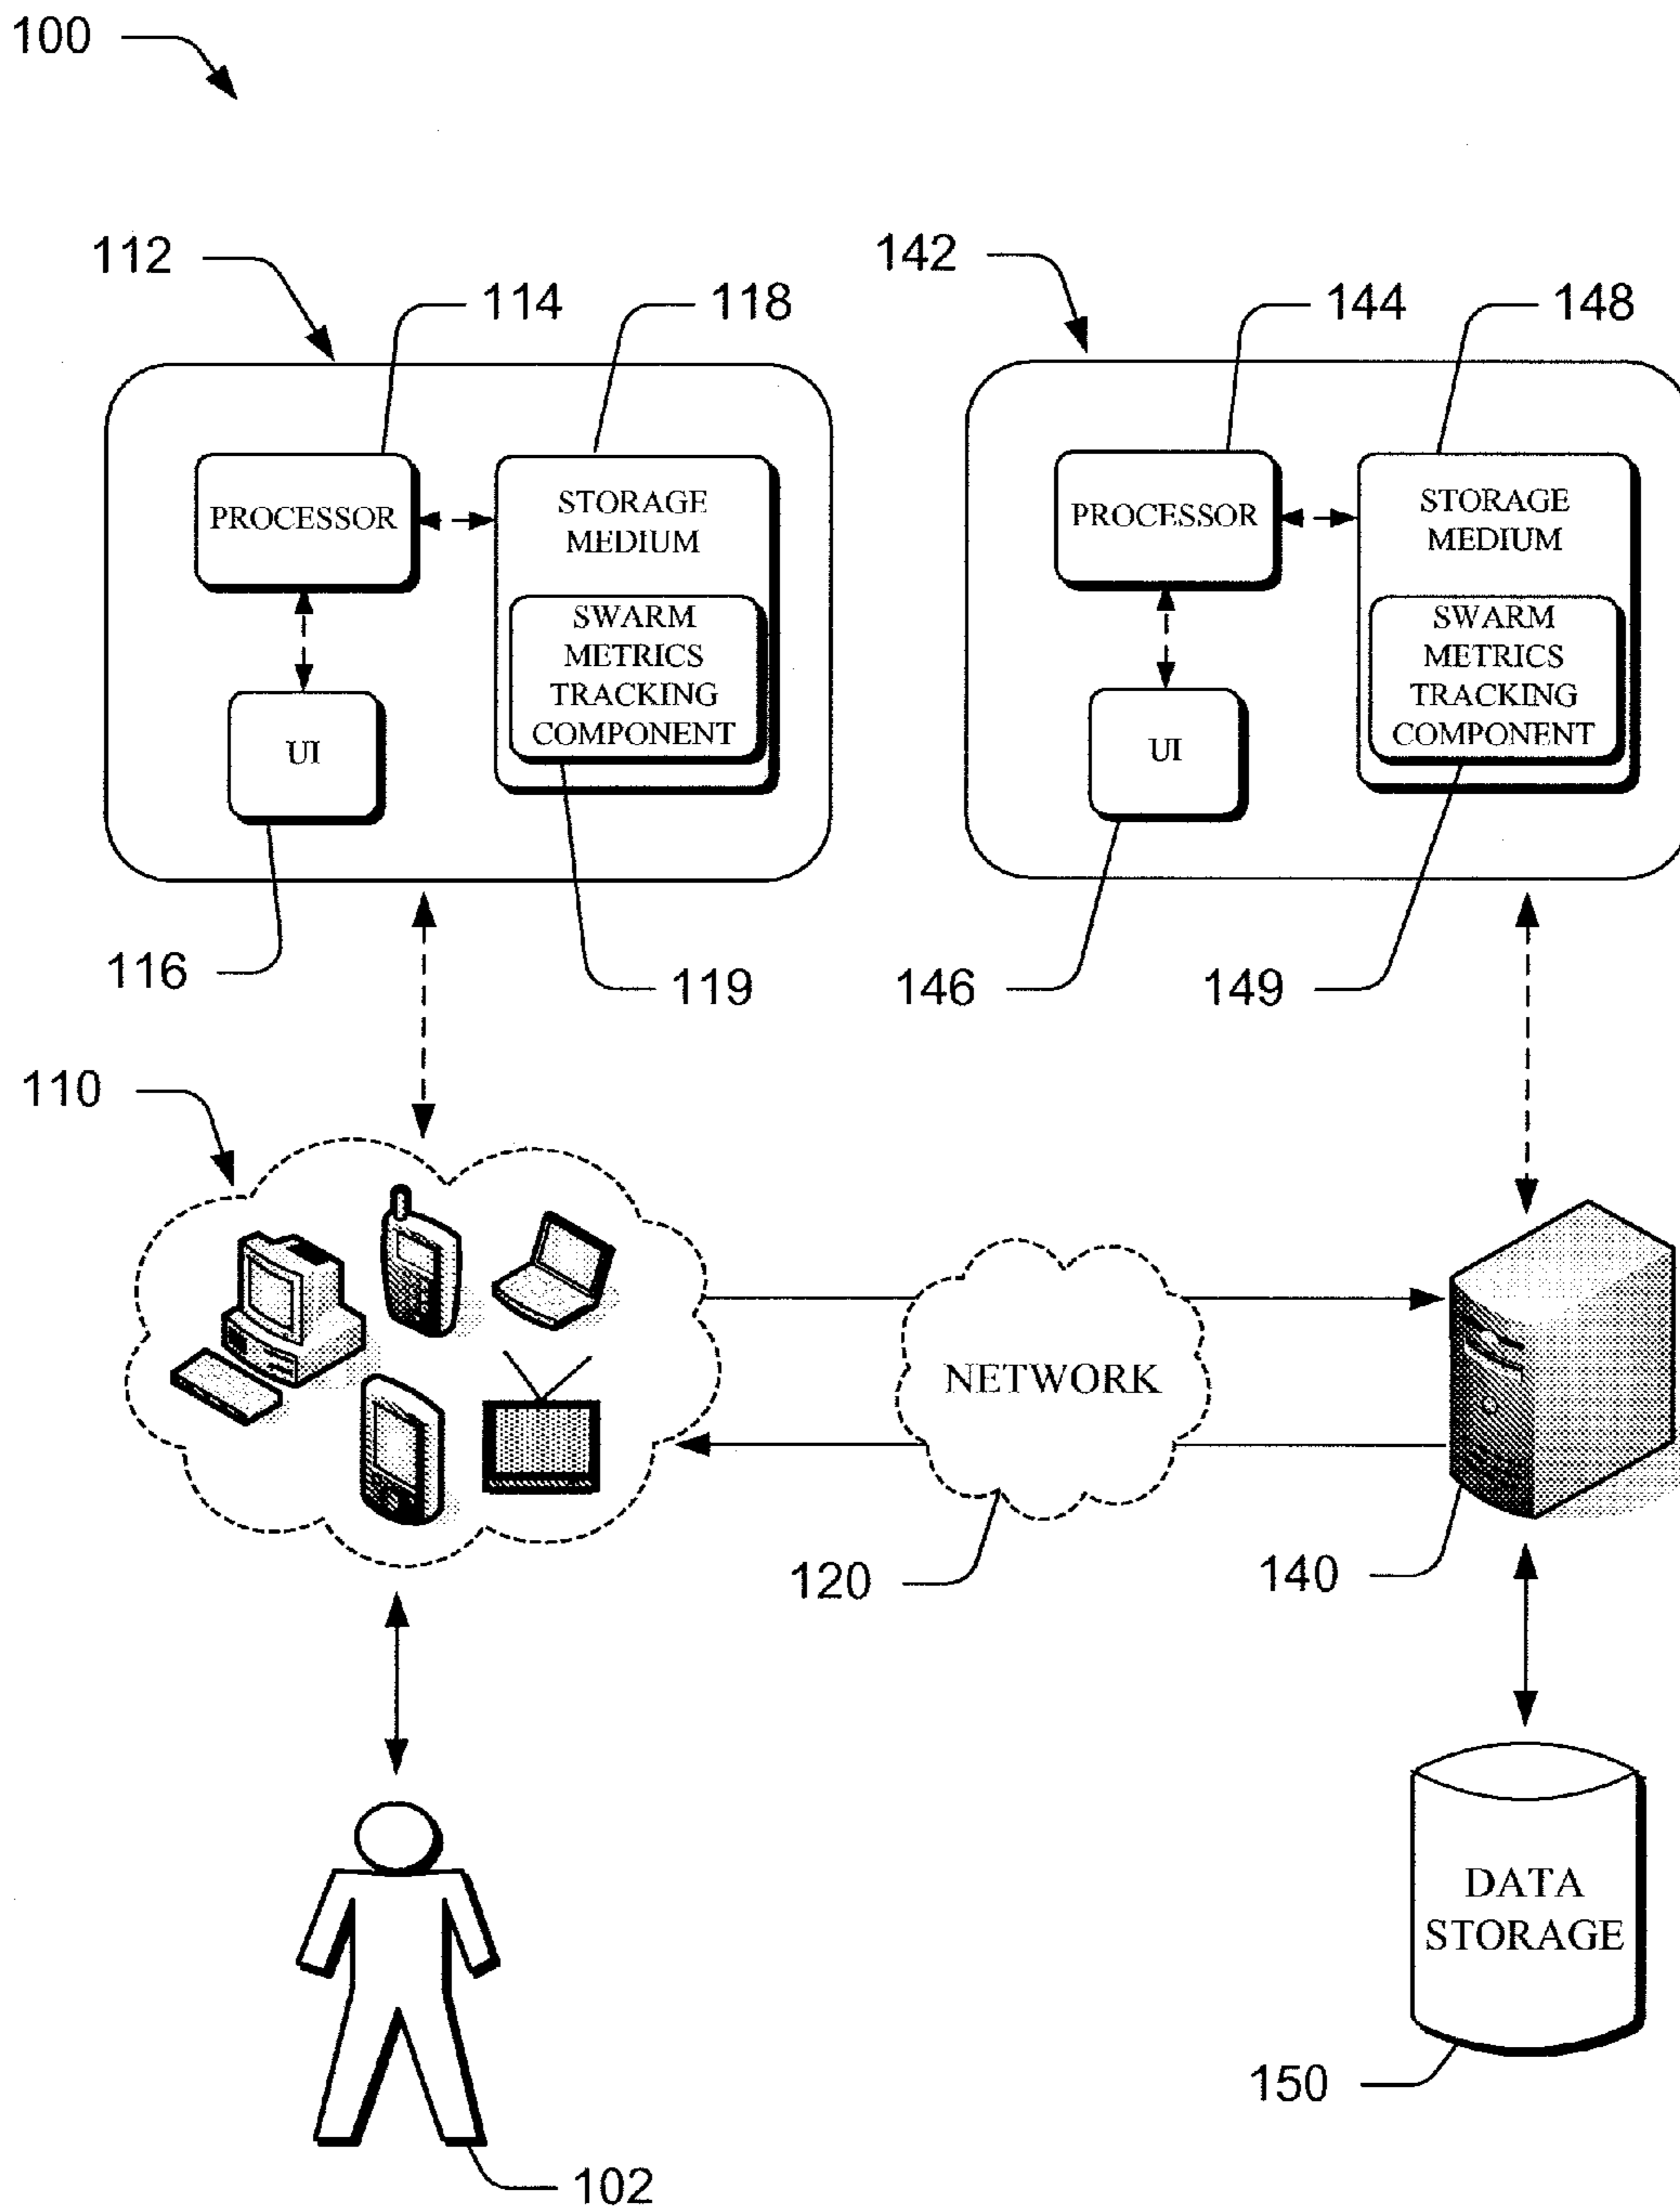 100
112
142
114
118
144
148
PROCESSOR
STORAGE
MEDIUM
SWARM
METRICS
TRACKING
COMPONENT
UI
PROCESSOR
STORAGE
MEDIUM
SWARM
METRICS
TRACKING
COMPONENT
UI
116
119
146
149
110
NETWORK
120
140
DATA
STORAGE
150
102